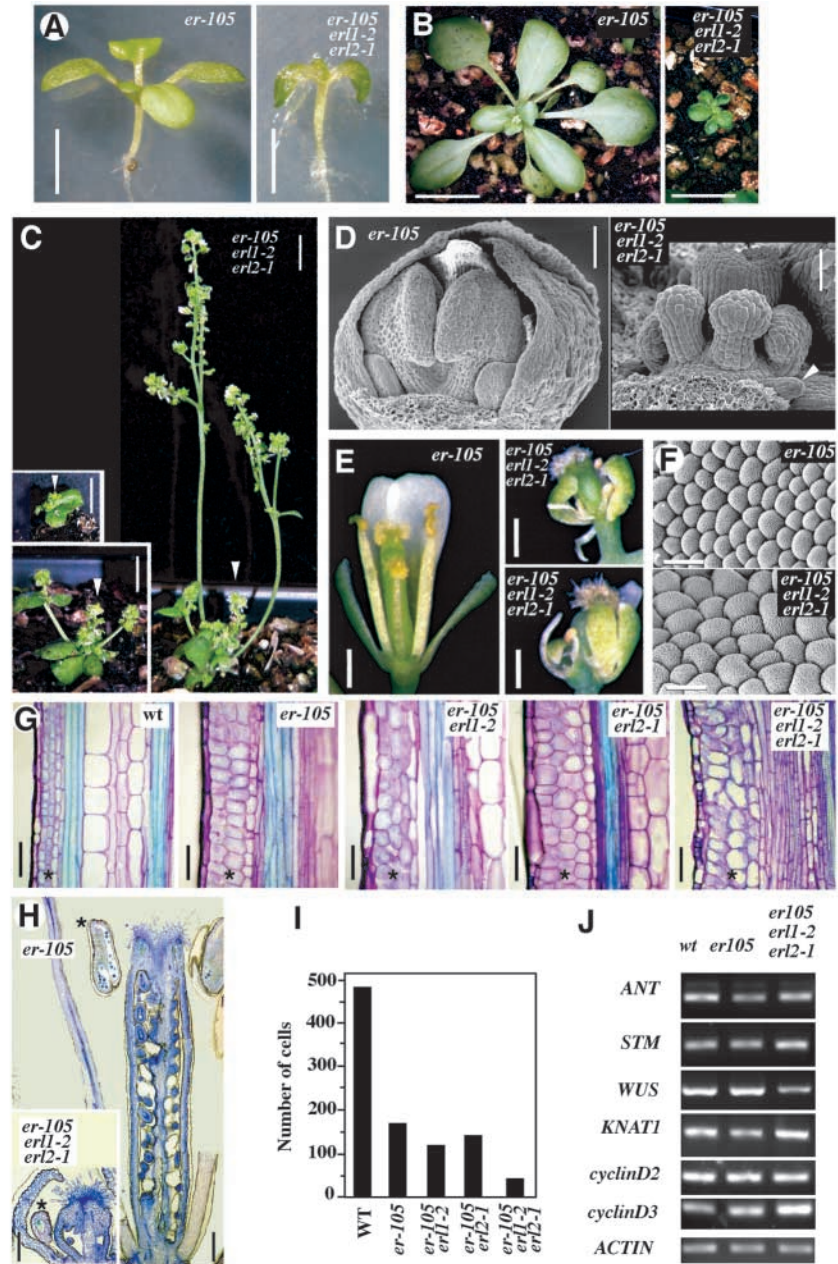 A
er-105
er-105
erl1-2
erl2-1
B
er-105
er-105
erl1-2
erl2-1
C
er-105
erl1-2
erl2-1
D
er-105
er-105
erl1-2
erl2-1
E
er-105
er-105
erl1-2
erl2-1
er-105
erl1-2
erl2-1
F
er-105
er-105
erl1-2
erl2-1
G
wt
er-105
er-105
erl1-2
er-105
erl2-1
er-105
erl1-2
erl2-1
*
*
*
*
*
H
*
er-105
er-105
erl1-2
erl2-1
*
I
Number of cells
500
400
300
200
100
0
WT
er-105
er-105
erl1-2
er-105
erl2-1
er-105
erl1-2
erl2-1
J
wt er105
er105
erl1-2
erl2-1
ANT
STM
WUS
KNAT1
cyclinD2
cyclinD3
ACTIN